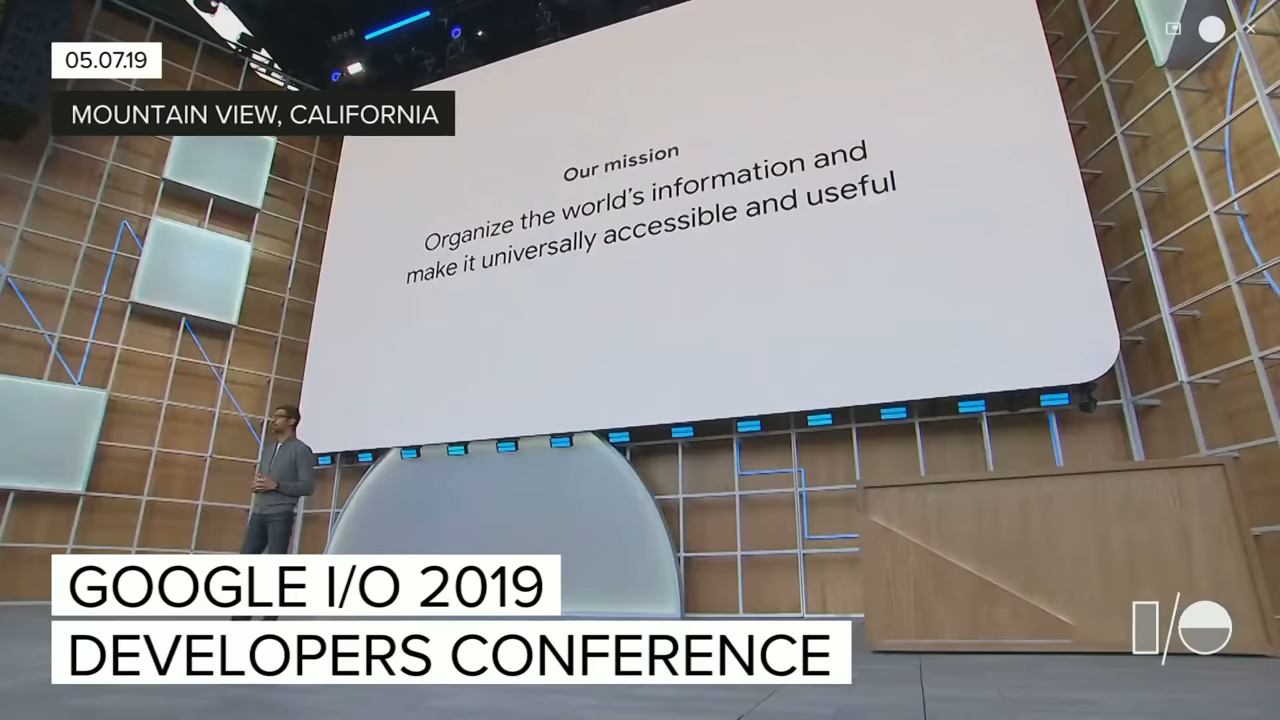 05.07.19
MOUNTAIN VIEW, CALIFORNIA
Our mission
Organize the world's information and
make it universally accessible and useful
GOOGLE I/O 2019
DEVELOPERS CONFERENCE
I/O